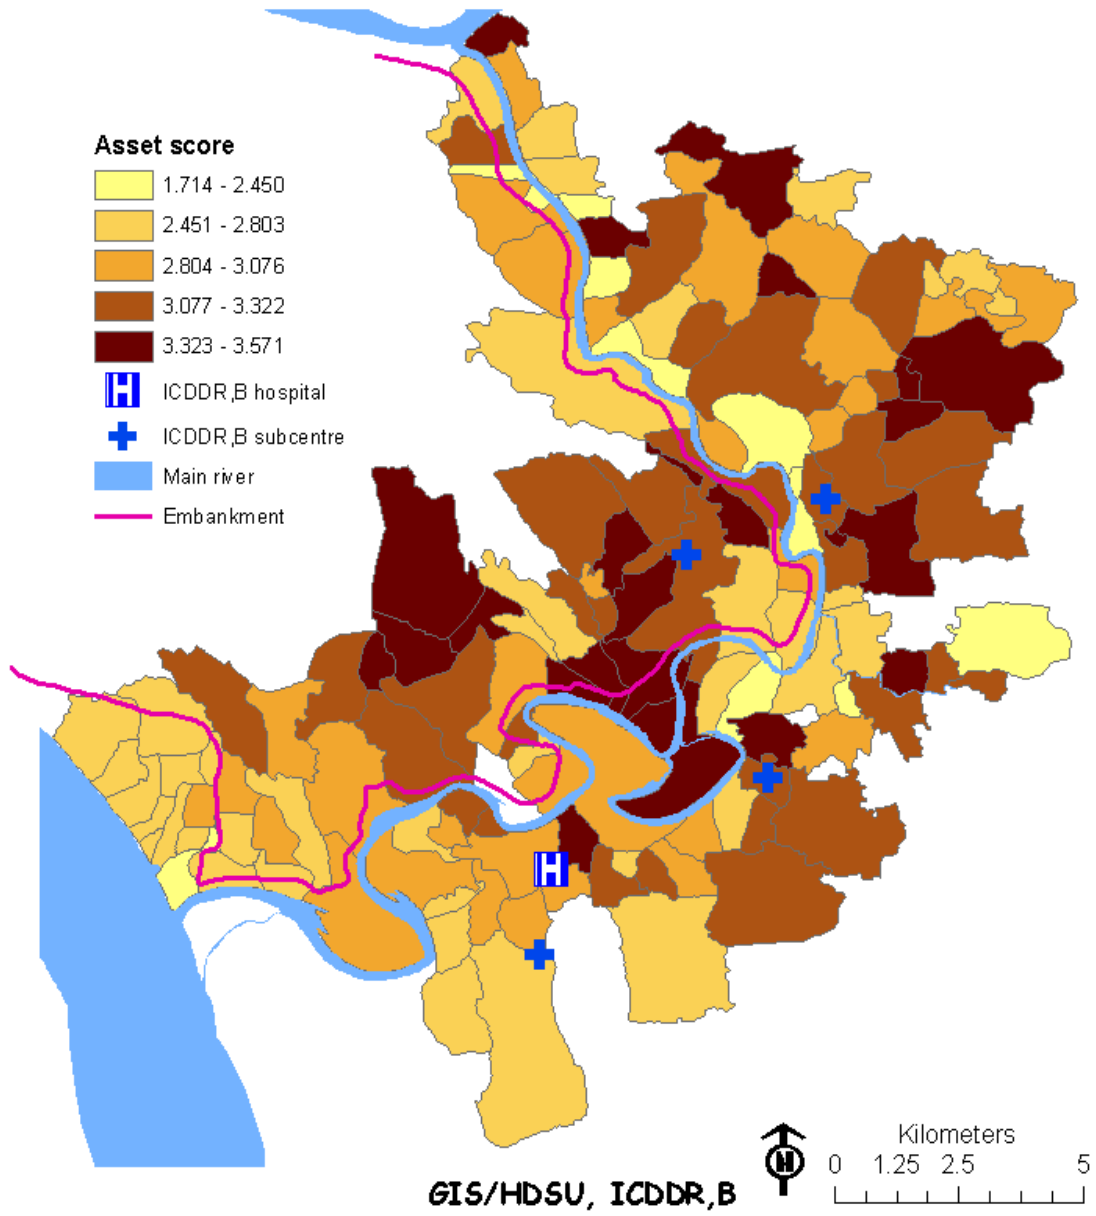 Asset score
1.714 - 2.450
2.451 - 2.803
2.804 - 3.076
3.077 - 3.322
3.323 - 3.571
H ICDDR,B hospital
ICDDR,B subcentre
Main river
Embankment
H
Kilometers
N 0 1.25 2.5 5
GIS/HDSU, ICDDR,B